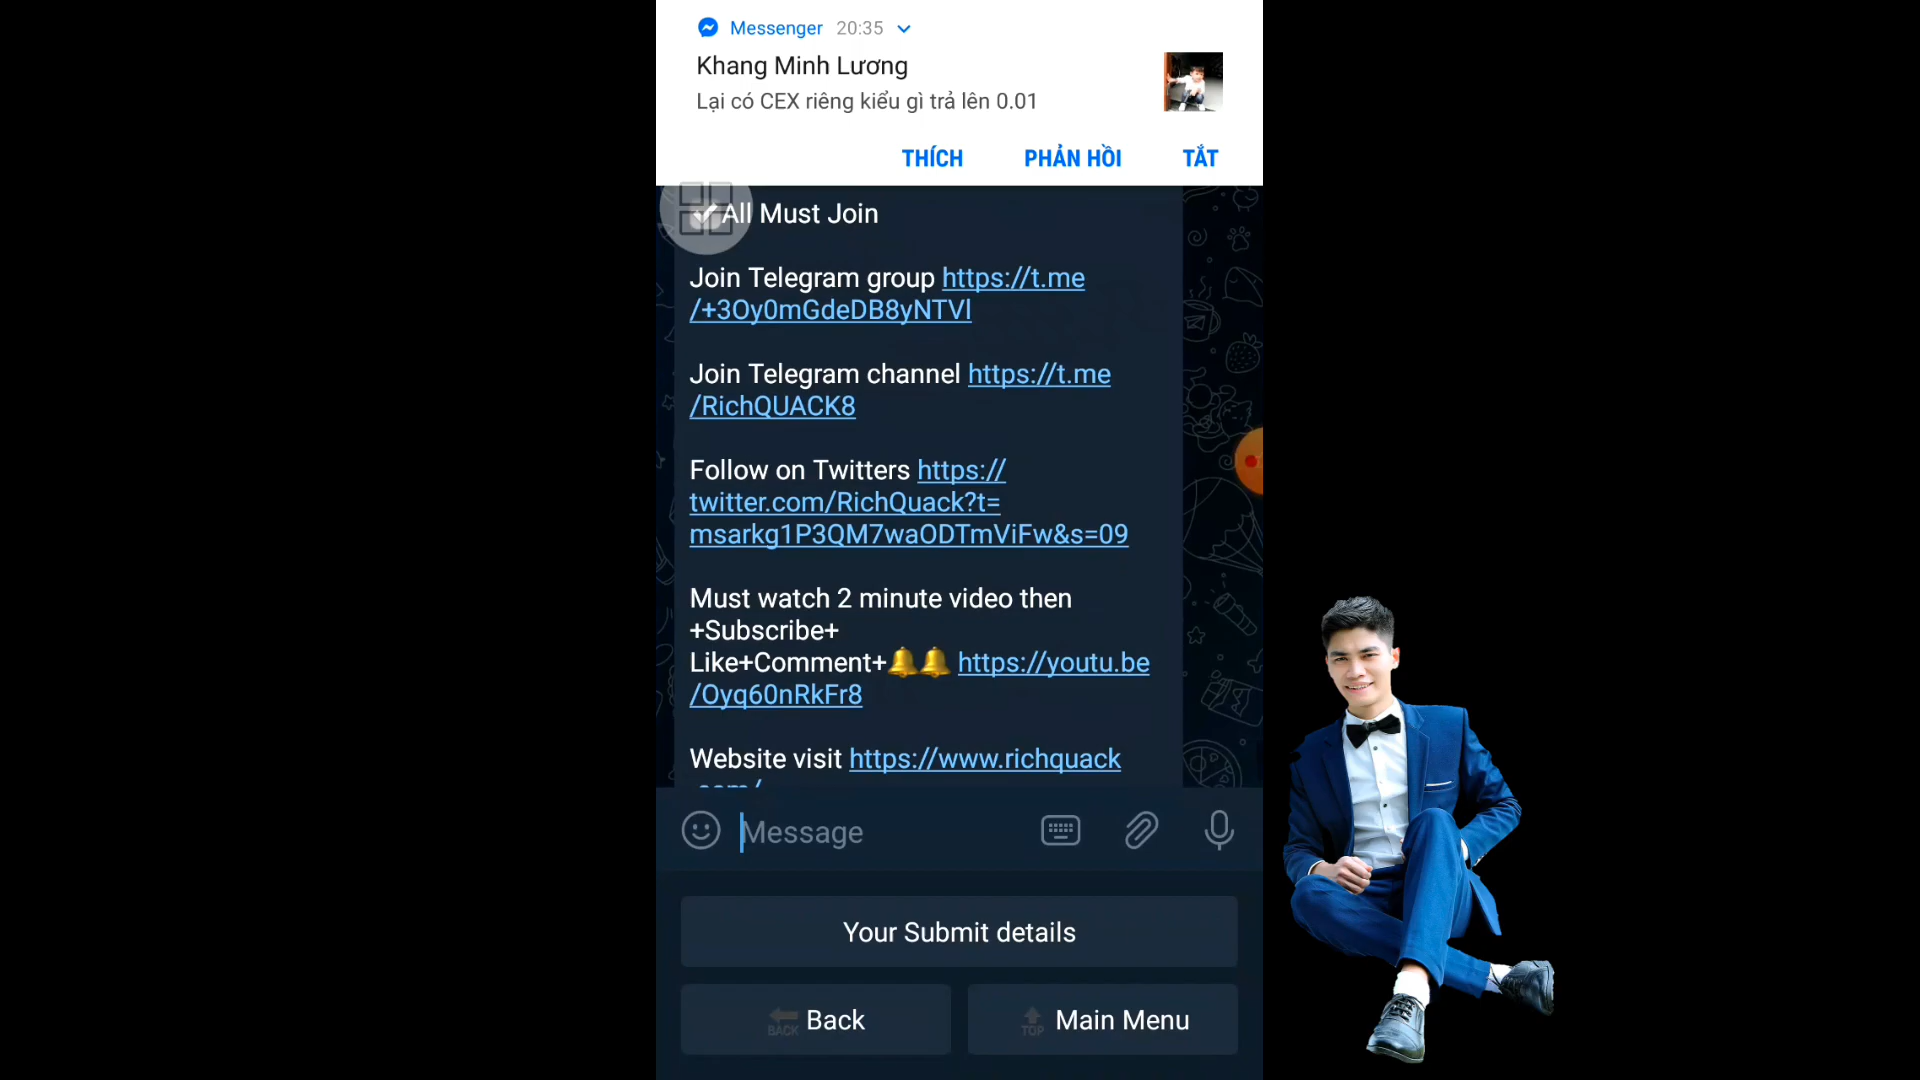 Messenger 20:35
Khang Minh Lương
Lại có CEX riêng kiểu gì trả lên 0.01
THÍCH PHẢN HỒI TẮT
All Must Join
Join Telegram group https://t.me
/+3Oy0mGdeDB8yNTVl
Join Telegram channel https://t.me
/RichQUACK8
Follow on Twitters https://
twitter.com/RichQuack?t=
msarkg1P3QM7waODTmViFw&s=09
Must watch 2 minute video then
+Subscribe+
Like+Comment+🔔🔔 https://youtu.be
/Oyq60nRkFr8
Website visit https://www.richquack
.com/
Message
Your Submit details
BACK Back
TOP Main Menu